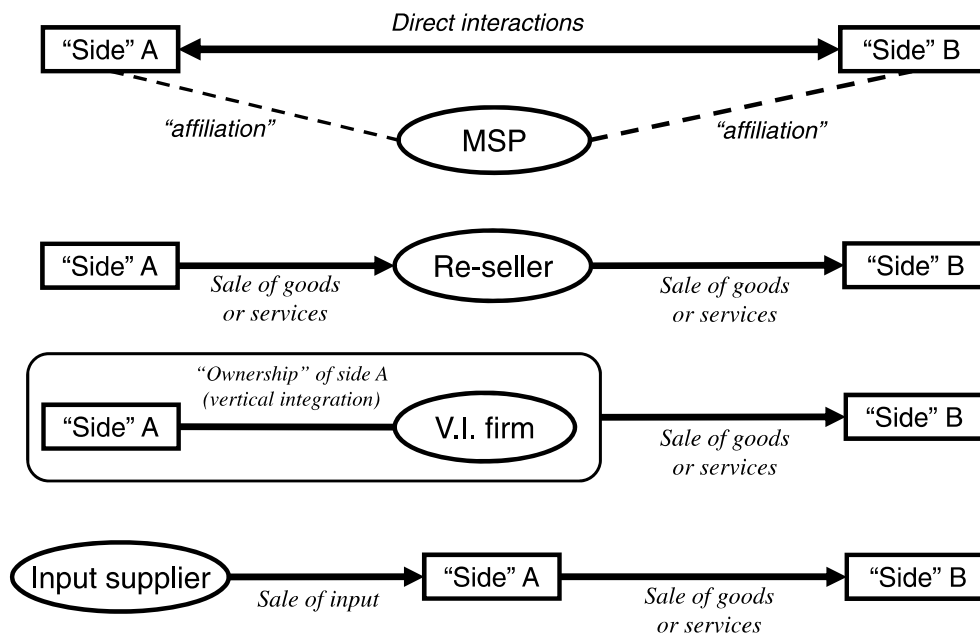 Direct interactions
“Side” A
“Side” B
“affiliation”
“affiliation”
MSP
“Side” A
Re-seller
“Side” B
Sale of goods
or services
Sale of goods
or services
“Ownership” of side A
(vertical integration)
“Side” A
V.I. firm
“Side” B
Sale of goods
or services
Input supplier
“Side” A
“Side” B
Sale of input
Sale of goods
or services